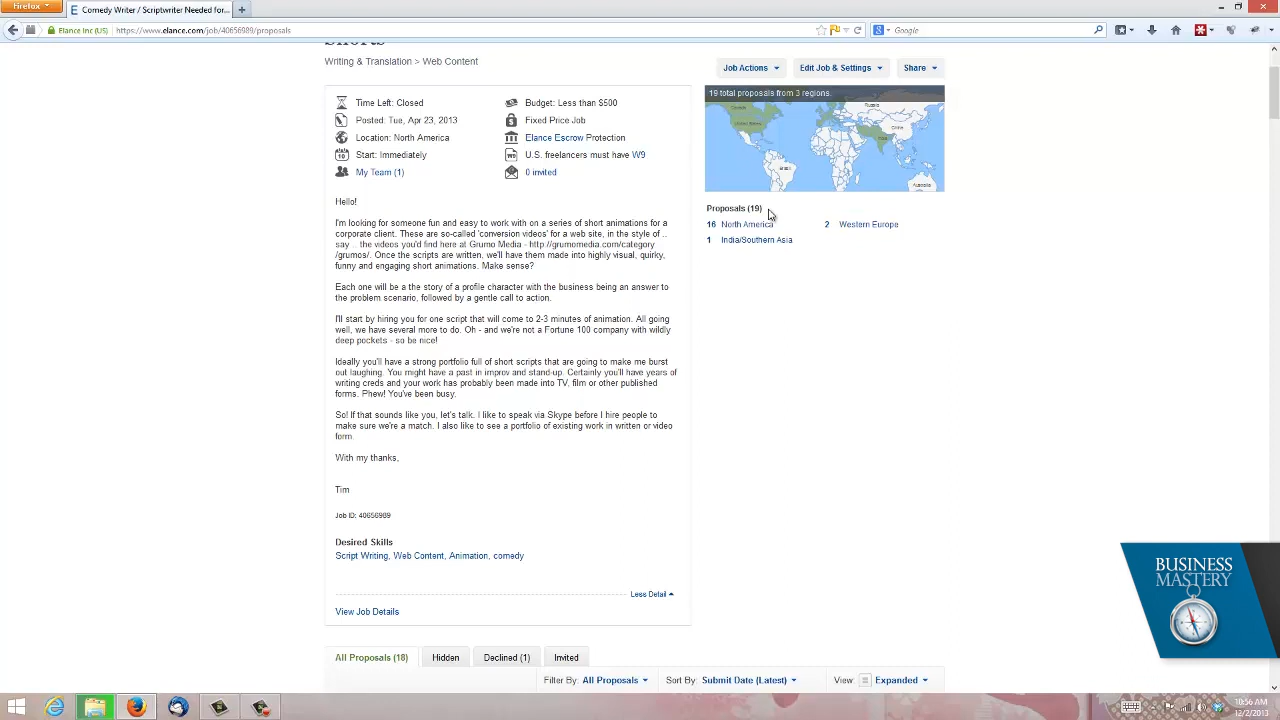 Firefox
Comedy Writer / Scriptwriter Needed for...
Elance Inc (US)
https://www.elance.com/job/40656989/proposals
Google
Shorts
Writing & Translation > Web Content
Job Actions
Edit Job & Settings
Share
Time Left: Closed
Budget: Less than $500
Posted: Tue, Apr 23, 2013
Fixed Price Job
Location: North America
Elance Escrow Protection
Start: Immediately
U.S. freelancers must have W9
My Team (1)
0 invited
19 total proposals from 3 regions.
Canada
Russia
United States
China
India
Brazil
Australia
Proposals (19)
16 North America
2 Western Europe
1 India/Southern Asia
Hello!
I'm looking for someone fun and easy to work with on a series of short animations for a
corporate client. These are so-called 'conversion videos' for a web site, in the style of ..
say .. the videos you'd find here at Grumo Media - http://grumomedia.com/category
/grumos/. Once the scripts are written, we'll have them made into highly visual, quirky,
funny and engaging short animations. Make sense?
Each one will be a the story of a profile character with the business being an answer to
the problem scenario, followed by a gentle call to action.
I'll start by hiring you for one script that will come to 2-3 minutes of animation. All going
well, we have several more to do. Oh - and we're not a Fortune 100 company with wildly
deep pockets - so be nice!
Ideally you'll have a strong portfolio full of short scripts that are going to make me burst
out laughing. You might have a past in improv and stand-up. Certainly you'll have years of
writing creds and your work has probably been made into TV, film or other published
forms. Phew! You've been busy.
So! If that sounds like you, let's talk. I like to speak via Skype before I hire people to
make sure we're a match. I also like to see a portfolio of existing work in written or video
form.
With my thanks,
Tim
Job ID: 40656989
Desired Skills
Script Writing, Web Content, Animation, comedy
Less Detail
View Job Details
All Proposals (18)
Hidden
Declined (1)
Invited
Filter By: All Proposals
Sort By: Submit Date (Latest)
View: Expanded
BUSINESS
MASTERY
10:56 AM
12/2/2013